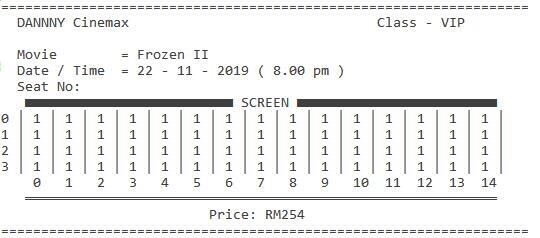 DANNNY Cinemax Class - VIP
Movie = Frozen II
Date / Time = 22 - 11 - 2019 ( 8.00 pm )
Seat No:
SCREEN
0 | 1 | 1 | 1 | 1 | 1 | 1 | 1 | 1 | 1 | 1 | 1 | 1 | 1 | 1 | 1 |
1 | 1 | 1 | 1 | 1 | 1 | 1 | 1 | 1 | 1 | 1 | 1 | 1 | 1 | 1 | 1 |
2 | 1 | 1 | 1 | 1 | 1 | 1 | 1 | 1 | 1 | 1 | 1 | 1 | 1 | 1 | 1 |
3 | 1 | 1 | 1 | 1 | 1 | 1 | 1 | 1 | 1 | 1 | 1 | 1 | 1 | 1 | 1 |
0 1 2 3 4 5 6 7 8 9 10 11 12 13 14
Price: RM254